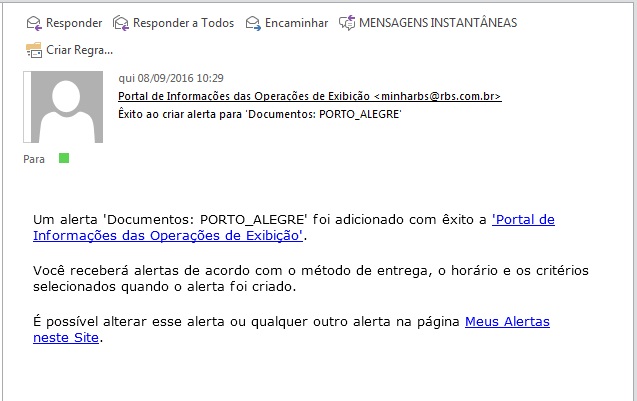 Responder Responder a Todos Encaminhar MENSAGENS INSTANTÂNEAS
Criar Regra...
qui 08/09/2016 10:29
Portal de Informações das Operações de Exibição <minharbs@rbs.com.br>
Êxito ao criar alerta para 'Documentos: PORTO_ALEGRE'
Para
Um alerta 'Documentos: PORTO_ALEGRE' foi adicionado com êxito a 'Portal de
Informações das Operações de Exibição'.
Você receberá alertas de acordo com o método de entrega, o horário e os critérios
selecionados quando o alerta foi criado.
É possível alterar esse alerta ou qualquer outro alerta na página Meus Alertas
neste Site.